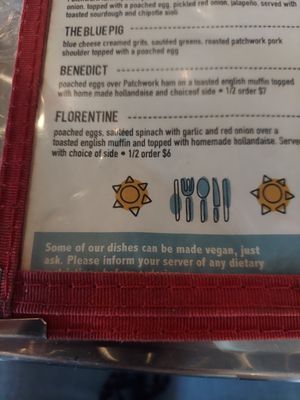 onion, topped with a poached egg, pickled red onion, jalapeño, served with
toasted sourdough and chipotle aioli
THE BLUE PIG
blue cheese creamed grits, sautéed greens, roasted patchwork pork
shoulder topped with a poached egg
BENEDICT
poached eggs over Patchwork ham on a toasted english muffin topped
with home made hollandaise and choice of side • 1/2 order $7
FLORENTINE
poached eggs, sautéed spinach with garlic and red onion over a
toasted english muffin and topped with homemade hollandaise. Serve
with choice of side • 1/2 order $6
Some of our dishes can be made vegan, just
ask. Please inform your server of any dietary